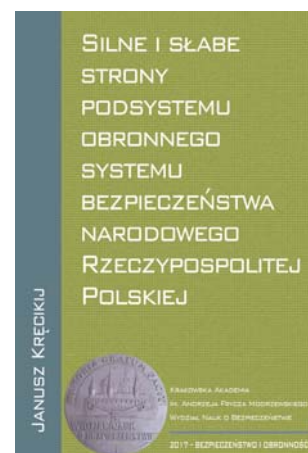 SILNE I SŁABE
STRONY
PODSYSTEMU
OBRONNEGO
SYSTEMU
BEZPIECZEŃSTWA
NARODOWEGO
RZECZYPOSPOLITEJ
POLSKIEJ
JANUSZ KRĘCIKIJ
KRAKOWSKA AKADEMIA
IM. ANDRZEJA FRYCZA MODRZEWSKIEGO
WYDZIAŁ NAUK O BEZPIECZEŃSTWIE
2017 - BEZPIECZEŃSTWO I OBRONNOŚĆ